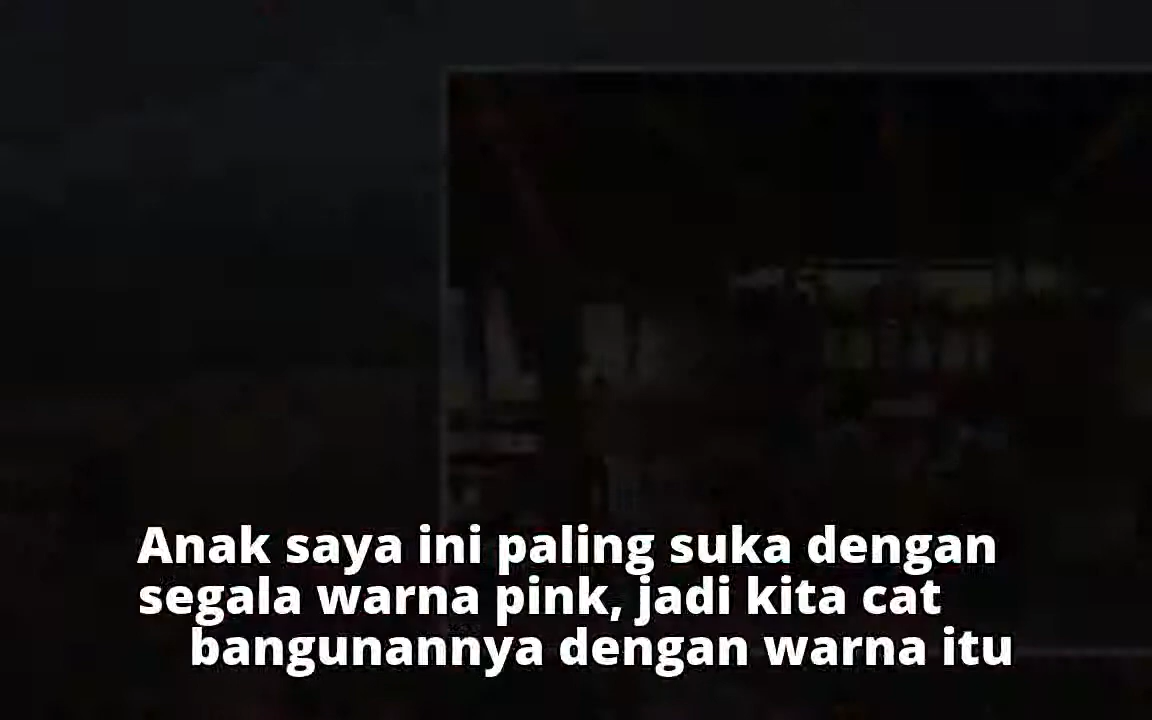 Anak saya ini paling suka dengan
segala warna pink, jadi kita cat
bangunannya dengan warna itu